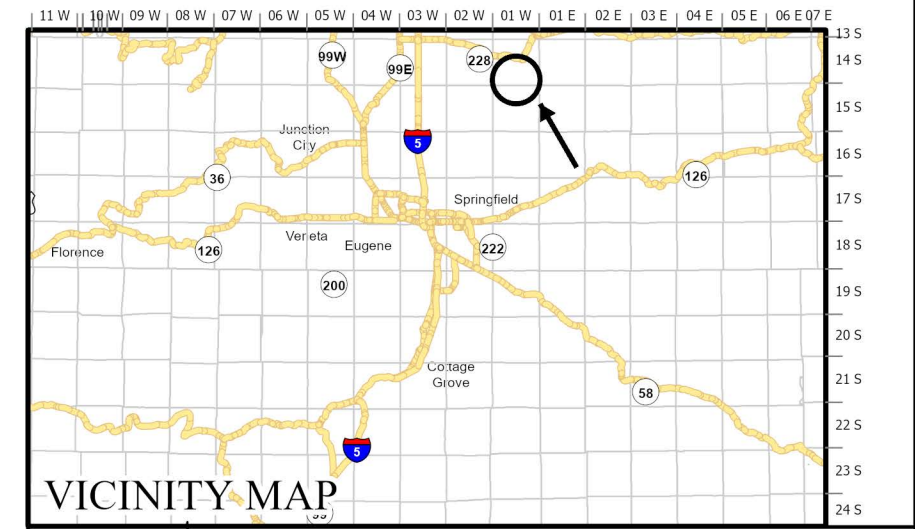 11 W 10 W 09 W 08 W 07 W 06 W 05 W 04 W 03 W 02 W 01 W 01 E 02 E 03 E 04 E 05 E 06 E 07 E
13 S
14 S
15 S
16 S
17 S
18 S
19 S
20 S
21 S
22 S
23 S
24 S
99W
99E
228
5
Junction
City
36
126
Springfield
Veneta
Eugene
222
Florence
126
200
Cottage
Grove
58
5
VICINITY MAP